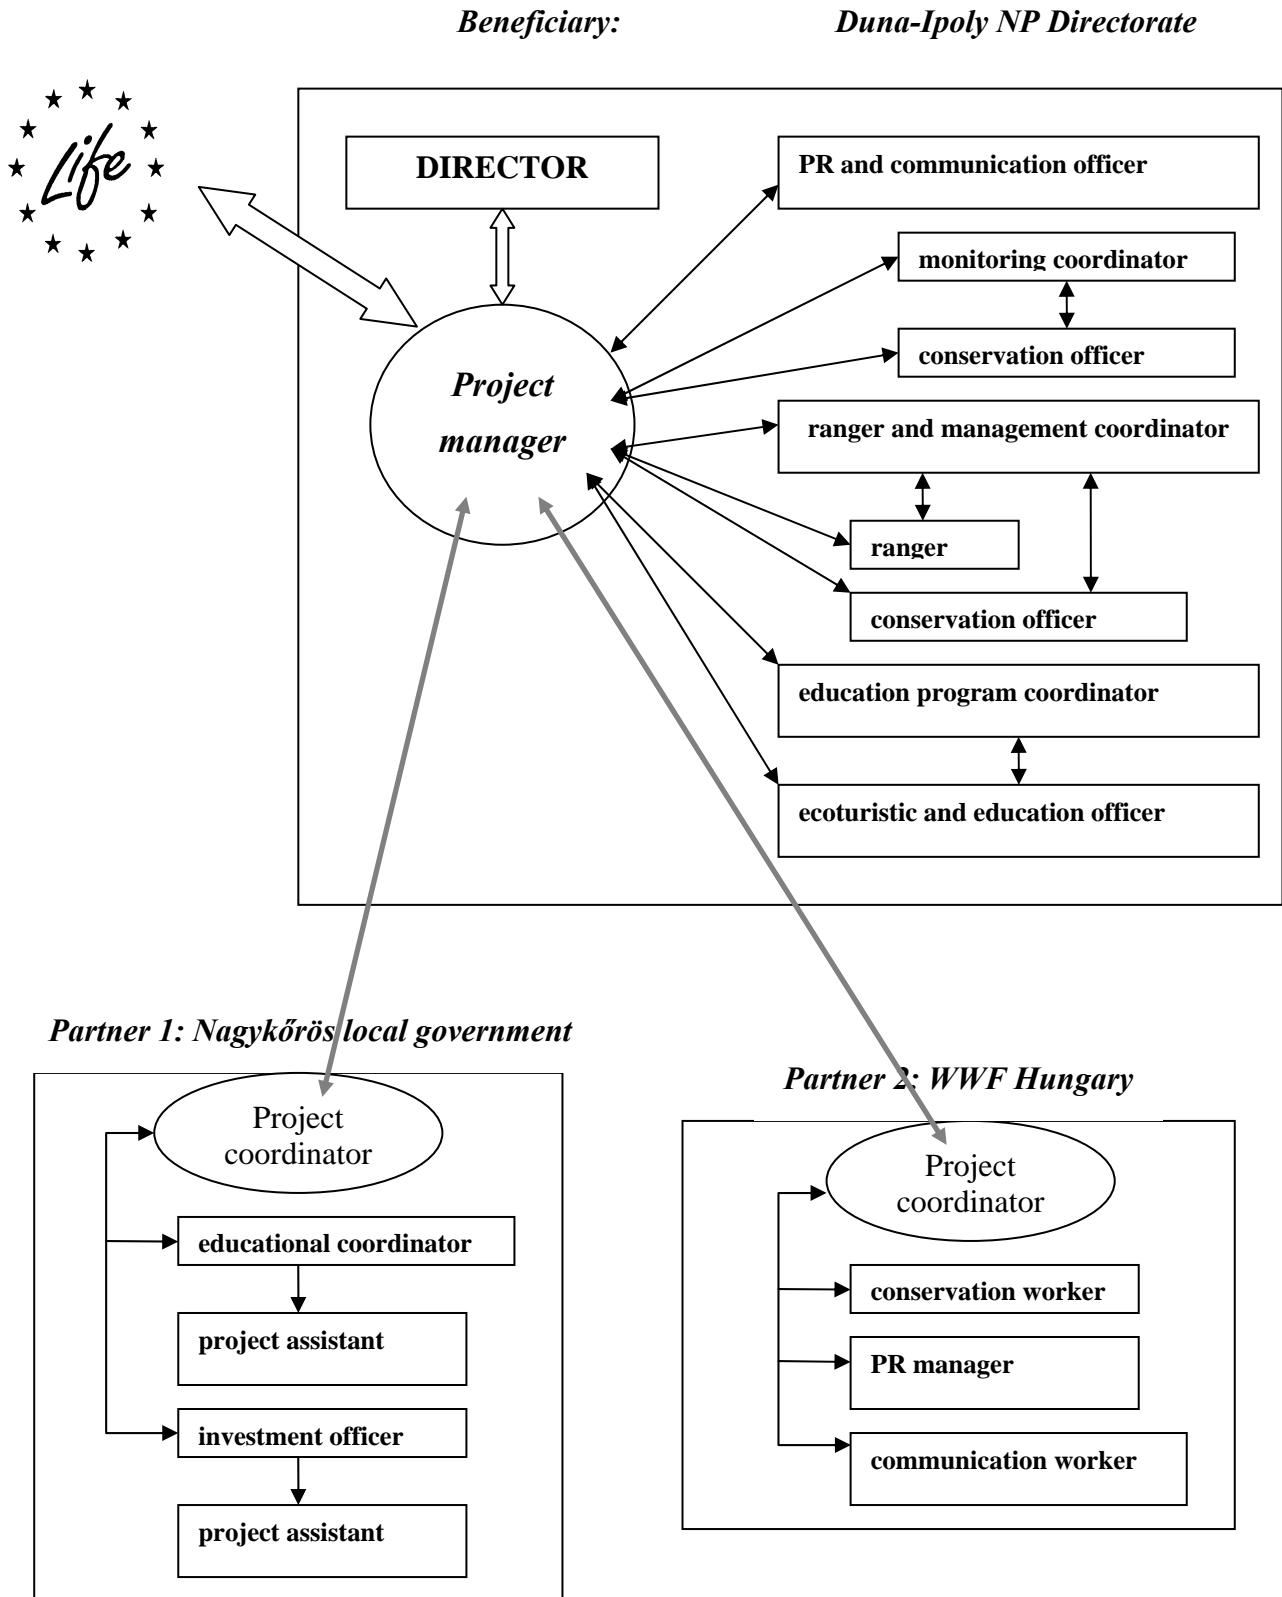 Beneficiary: Duna-Ipoly NP Directorate
Life
DIRECTOR
PR and communication officer
monitoring coordinator
conservation officer
Project
manager
ranger and management coordinator
ranger
conservation officer
education program coordinator
ecoturistic and education officer
Partner 1: Nagykőrös local government
Project
coordinator
educational coordinator
project assistant
investment officer
project assistant
Partner 2: WWF Hungary
Project
coordinator
conservation worker
PR manager
communication worker